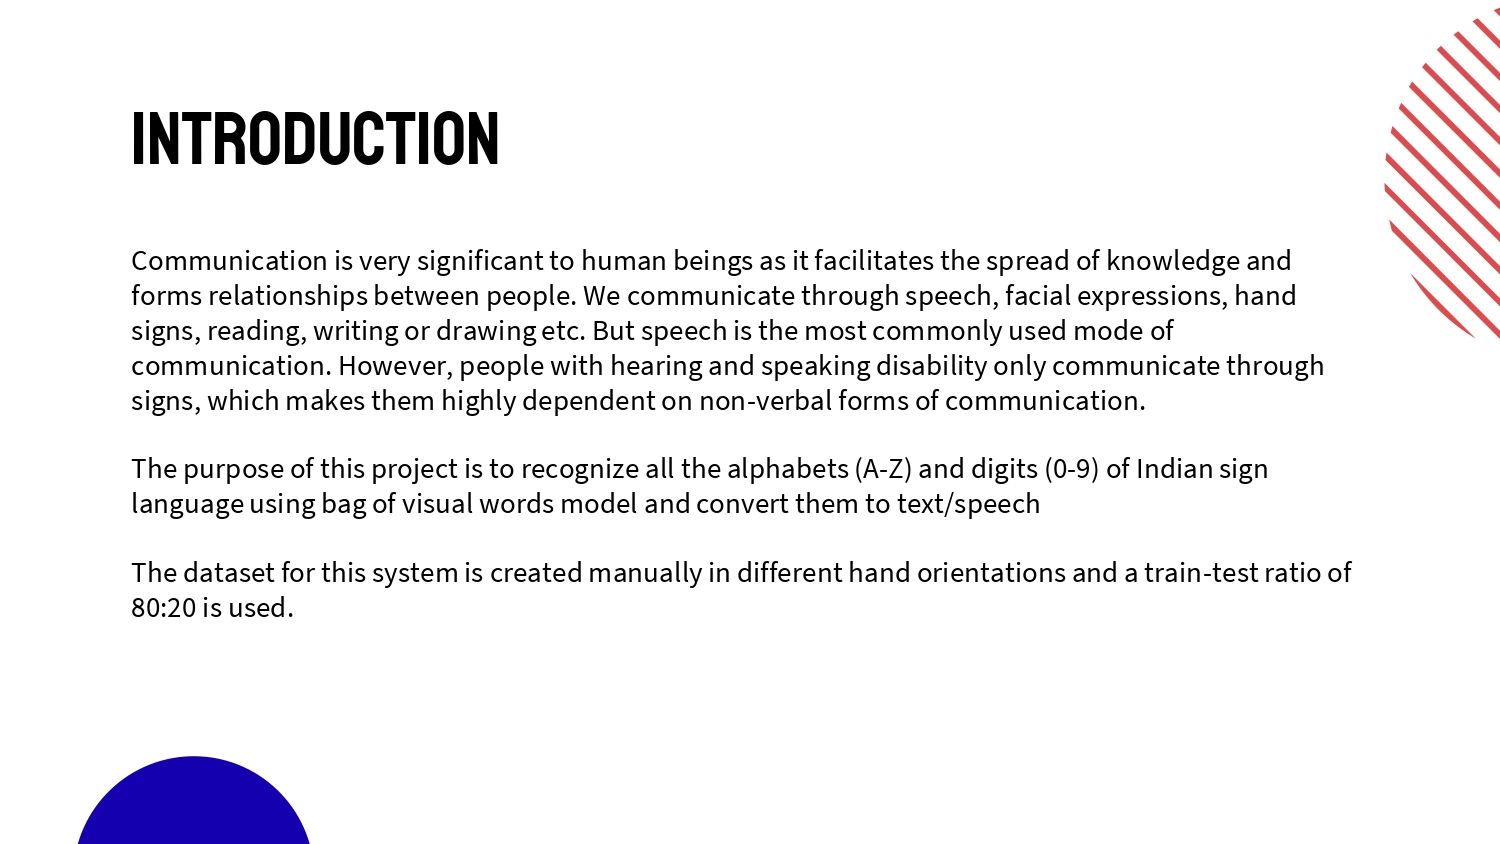 INTRODUCTION
Communication is very significant to human beings as it facilitates the spread of knowledge and
forms relationships between people. We communicate through speech, facial expressions, hand
signs, reading, writing or drawing etc. But speech is the most commonly used mode of
communication. However, people with hearing and speaking disability only communicate through
signs, which makes them highly dependent on non-verbal forms of communication.
The purpose of this project is to recognize all the alphabets (A-Z) and digits (0-9) of Indian sign
language using bag of visual words model and convert them to text/speech
The dataset for this system is created manually in different hand orientations and a train-test ratio of
80:20 is used.